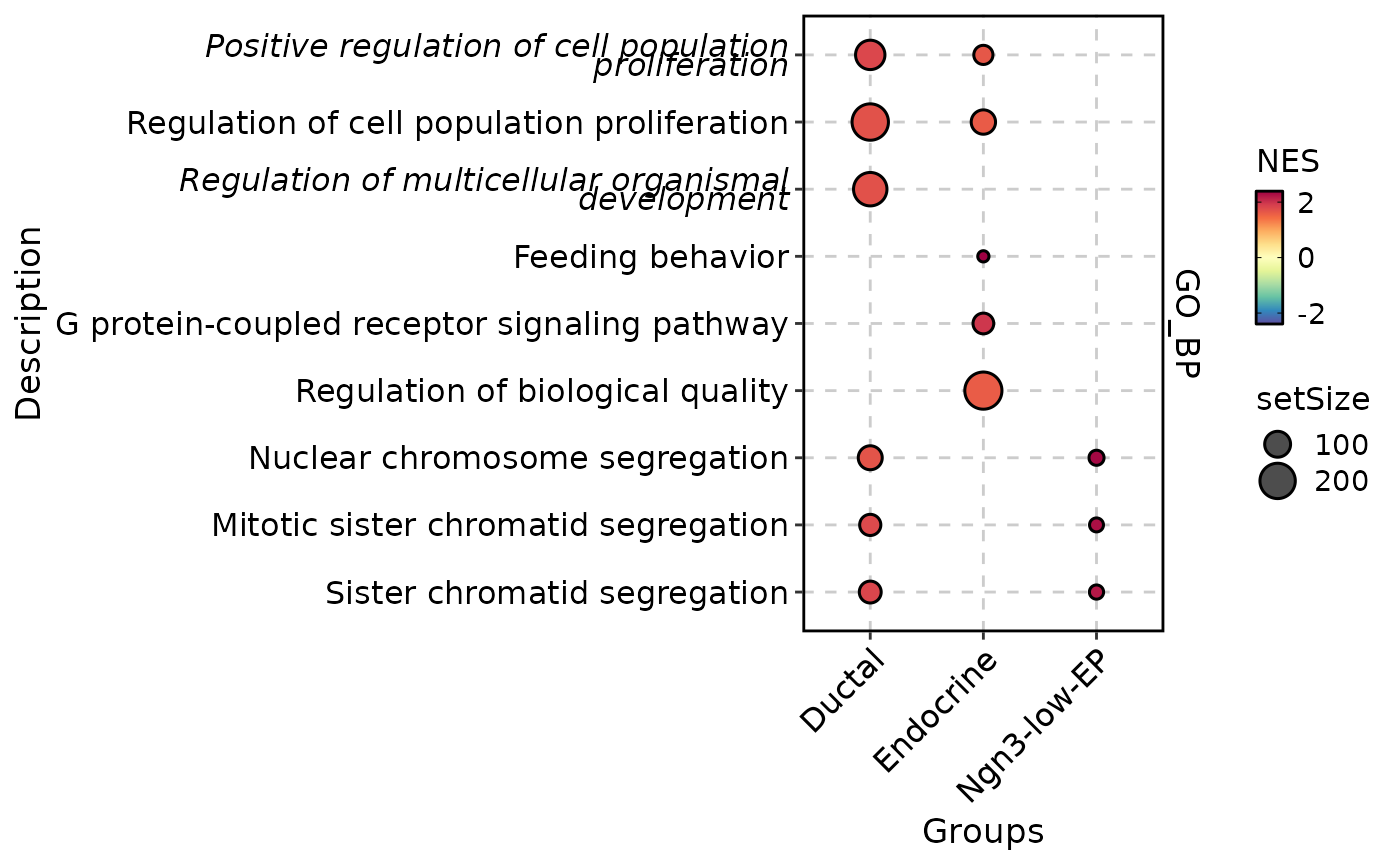 Positive regulation of cell population
proliferation
Regulation of cell population proliferation
Regulation of multicellular organismal
development
Feeding behavior
G protein-coupled receptor signaling pathway
Regulation of biological quality
Nuclear chromosome segregation
Mitotic sister chromatid segregation
Sister chromatid segregation
Description
Ductal
Endocrine
Ngn3-low-EP
Groups
GO_BP
NES
2
0
-2
setSize
100
200